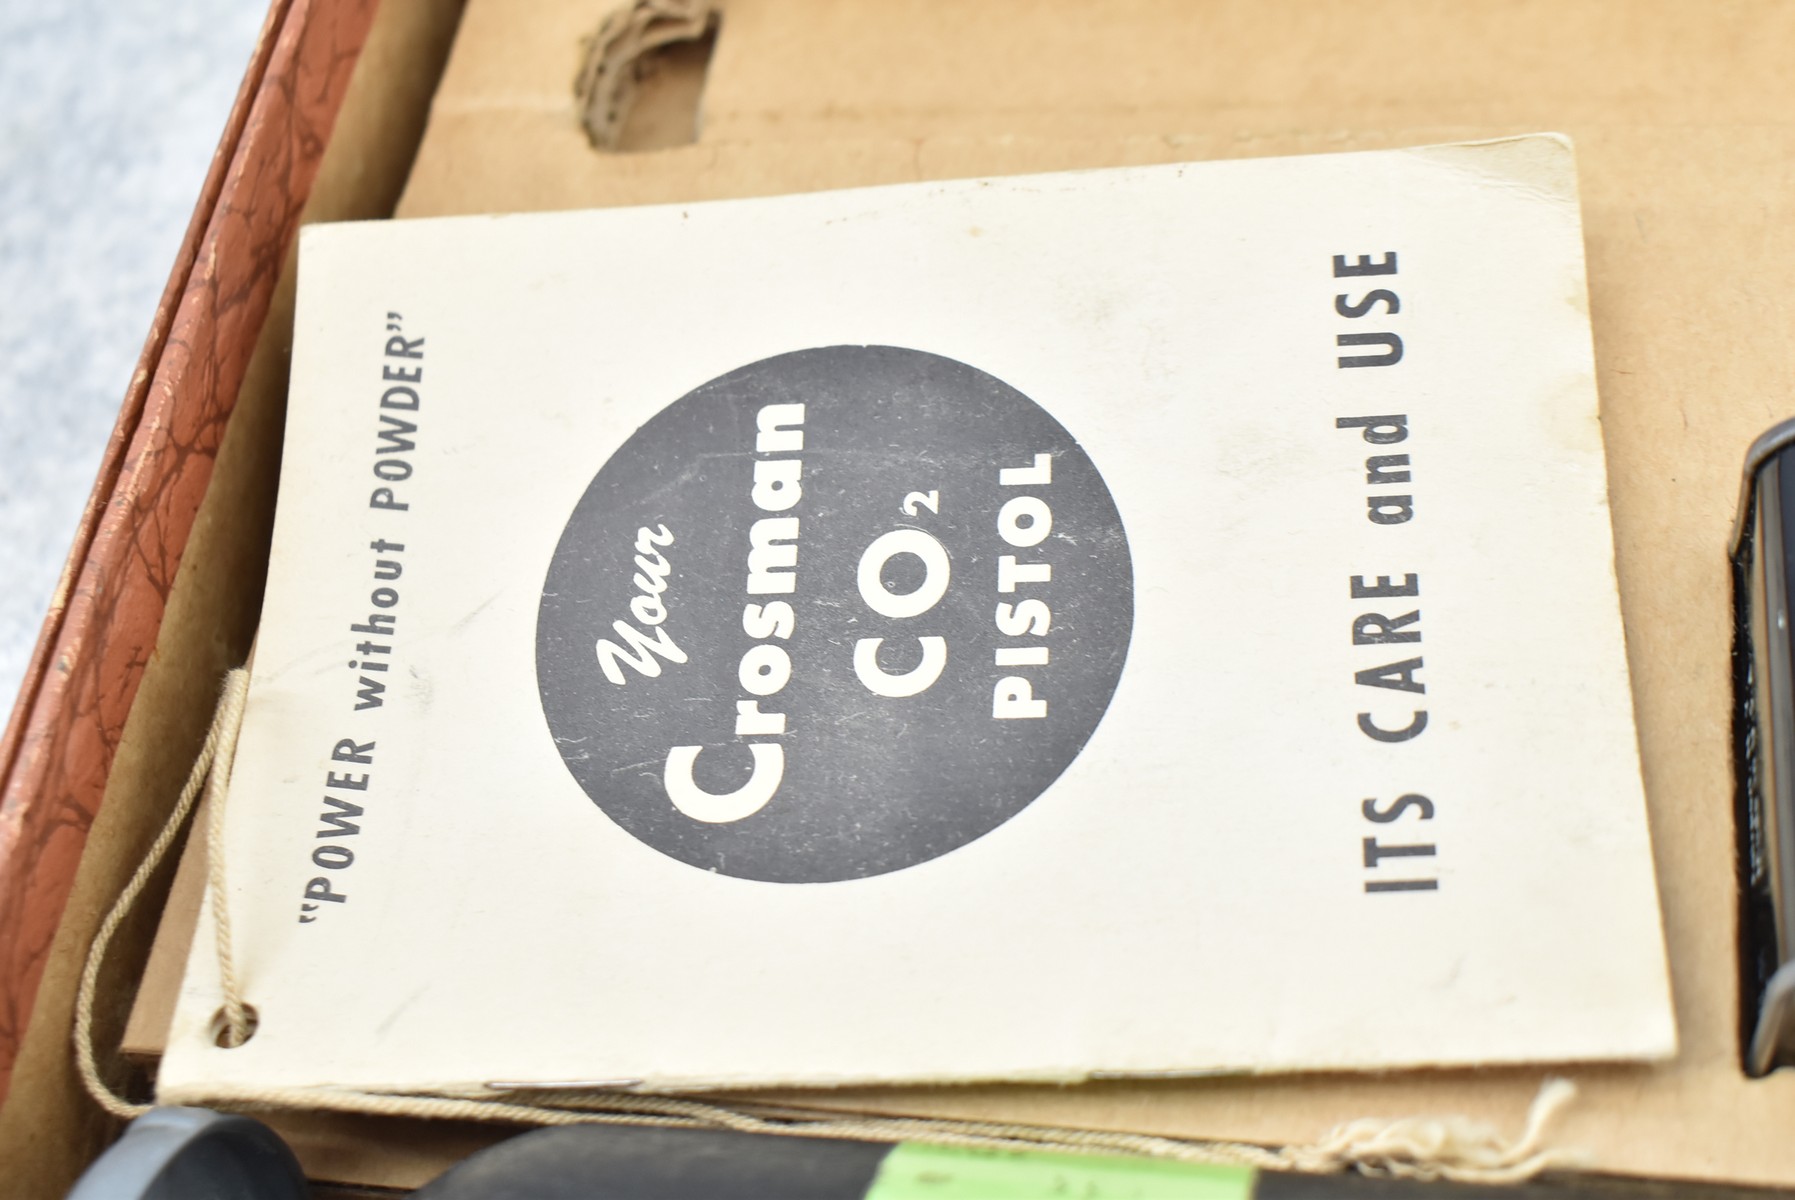 "POWER without POWDER"
Your
Crosman
CO₂
PISTOL
ITS CARE and USE